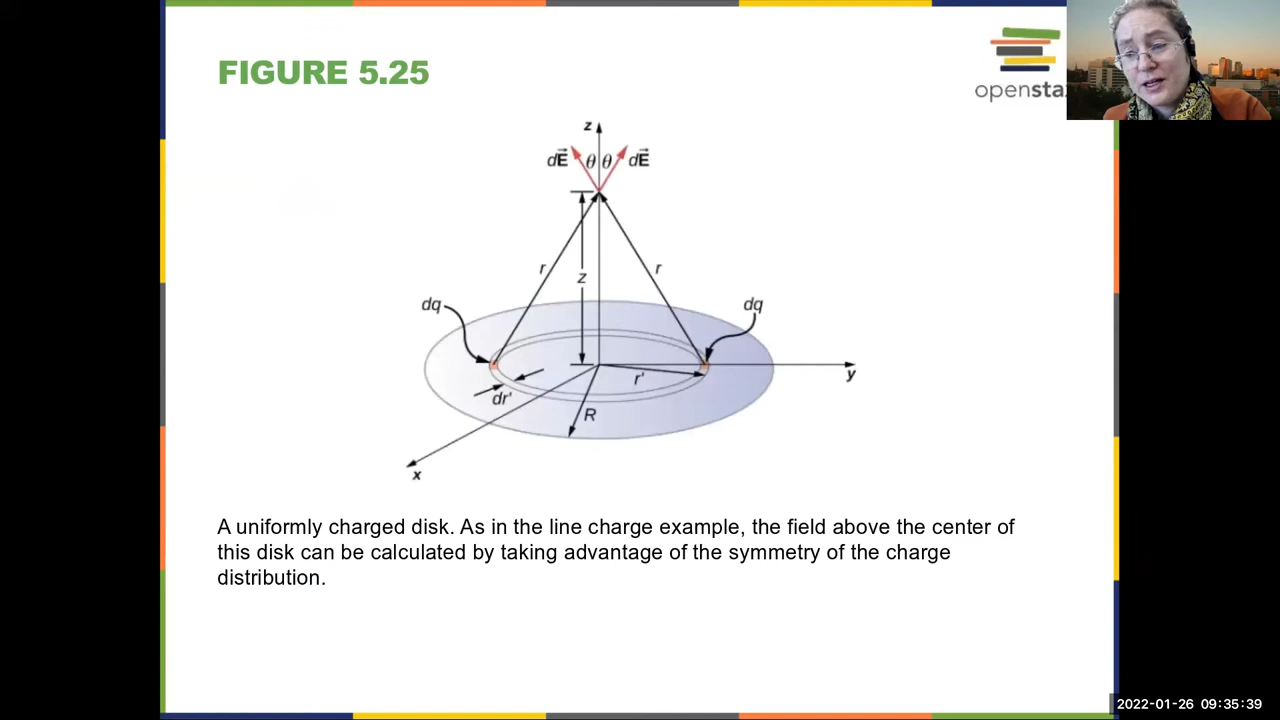 FIGURE 5.25
opensta
z
dE⃗ θ θ dE⃗
r z r
dq dq
r'
y
dr'
R
x
A uniformly charged disk. As in the line charge example, the field above the center of
this disk can be calculated by taking advantage of the symmetry of the charge
distribution.
2022-01-26 09:35:39